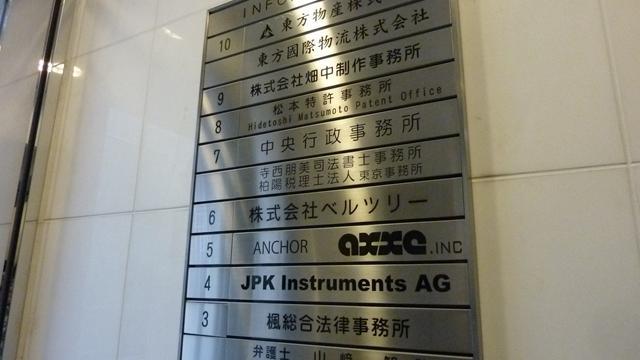 10 東方物産株式
東方國際物流株式会社
9 株式会社畑中制作事務所
8 松本特許事務所
Hidetoshi Matsumoto Patent Office
7 中央行政事務所
寺西朋美司法書士事務所
柏陽税理士法人東京事務所
6 株式会社ベルツリー
5 ANCHOR axxe.INC
4 JPK Instruments AG
3 楓総合法律事務所
弁護士 山﨑